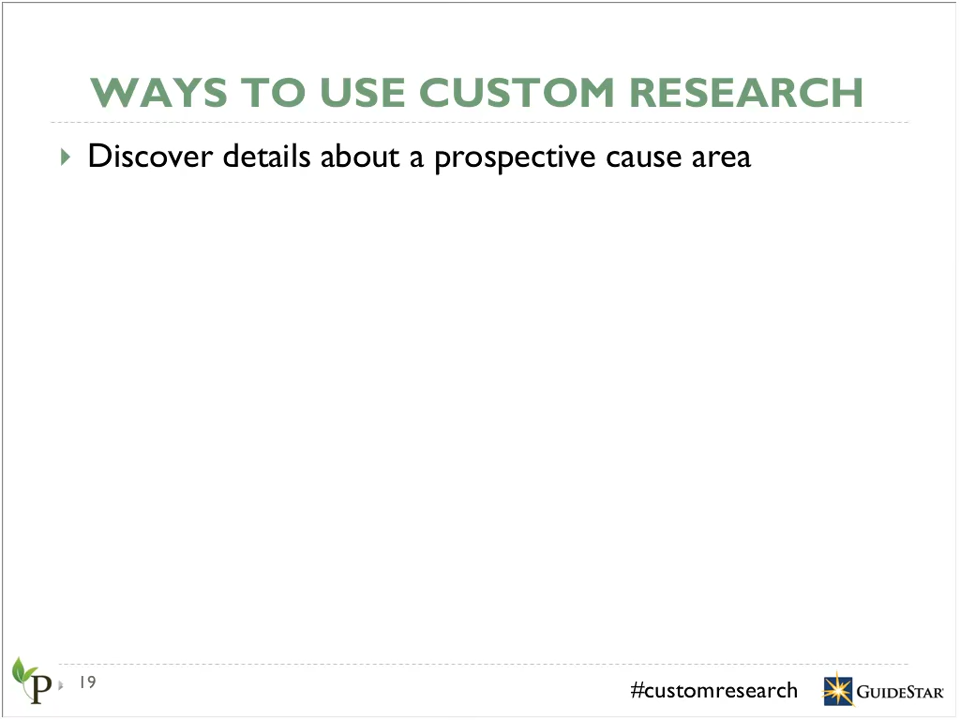 WAYS TO USE CUSTOM RESEARCH
Discover details about a prospective cause area
P
19
#customresearch
GUIDESTAR